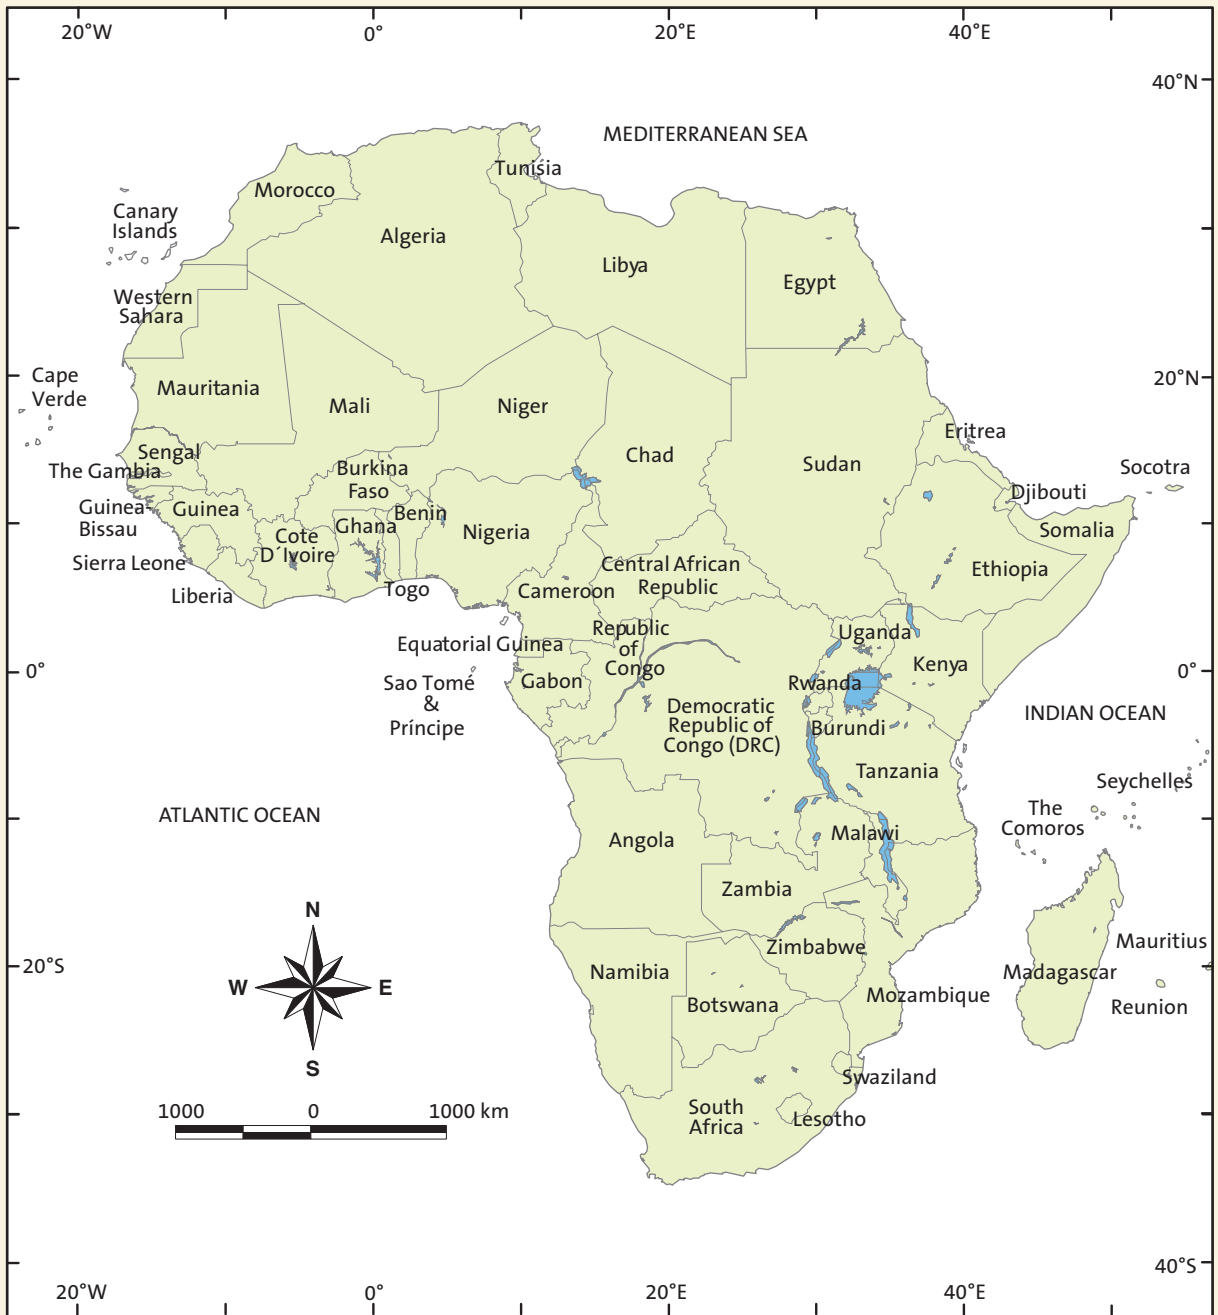 20°W
0°
20°E
40°E
40°N
MEDITERRANEAN SEA
Tunisia
Morocco
Canary
Islands
Algeria
Libya
Egypt
Western
Sahara
Cape
Verde
20°N
Mauritania
Mali
Niger
Chad
Sudan
Eritrea
Sengal
The Gambia
Burkina
Faso
Socotra
Djibouti
Guinea-
Bissau
Guinea
Benin
Ghana
Nigeria
Somalia
Cote
D´Ivoire
Sierra Leone
Central African
Republic
Ethiopia
Liberia
Togo
Cameroon
Republic
of
Congo
Uganda
Equatorial Guinea
Kenya
0°
0°
Gabon
Rwanda
Sao Tomé
&
Príncipe
Democratic
Republic of
Congo (DRC)
Burundi
INDIAN OCEAN
Tanzania
Seychelles
ATLANTIC OCEAN
The
Comoros
Angola
Malawi
Zambia
N
Zimbabwe
Mauritius
20°S
W
E
Namibia
Madagascar
Botswana
Mozambique
Reunion
S
Swaziland
1000
0
1000 km
South
Africa
Lesotho
40°S
20°W
0°
20°E
40°E